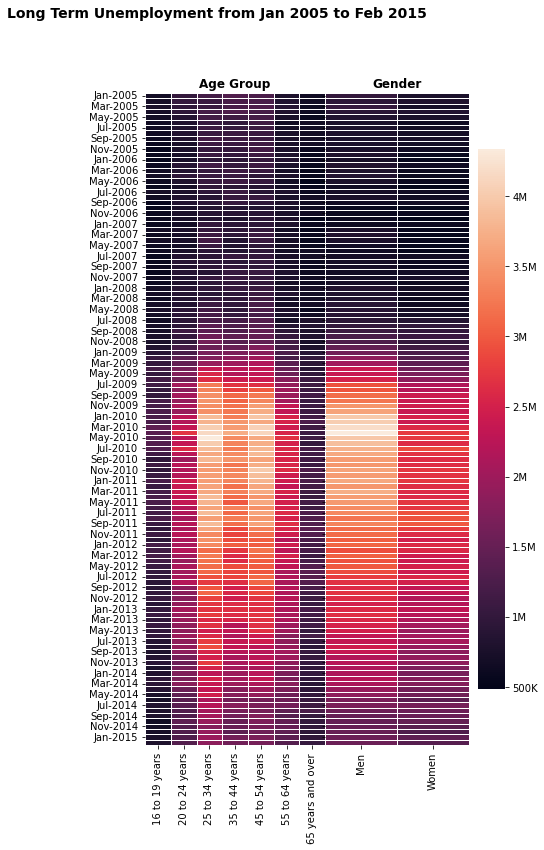 Long Term Unemployment from Jan 2005 to Feb 2015
Age Group
Gender
Jan-2005
Mar-2005
May-2005
Jul-2005
Sep-2005
Nov-2005
Jan-2006
Mar-2006
May-2006
Jul-2006
Sep-2006
Nov-2006
Jan-2007
Mar-2007
May-2007
Jul-2007
Sep-2007
Nov-2007
Jan-2008
Mar-2008
May-2008
Jul-2008
Sep-2008
Nov-2008
Jan-2009
Mar-2009
May-2009
Jul-2009
Sep-2009
Nov-2009
Jan-2010
Mar-2010
May-2010
Jul-2010
Sep-2010
Nov-2010
Jan-2011
Mar-2011
May-2011
Jul-2011
Sep-2011
Nov-2011
Jan-2012
Mar-2012
May-2012
Jul-2012
Sep-2012
Nov-2012
Jan-2013
Mar-2013
May-2013
Jul-2013
Sep-2013
Nov-2013
Jan-2014
Mar-2014
May-2014
Jul-2014
Sep-2014
Nov-2014
Jan-2015
16 to 19 years
20 to 24 years
25 to 34 years
35 to 44 years
45 to 54 years
55 to 64 years
65 years and over
Men
Women
4M
3.5M
3M
2.5M
2M
1.5M
1M
500K